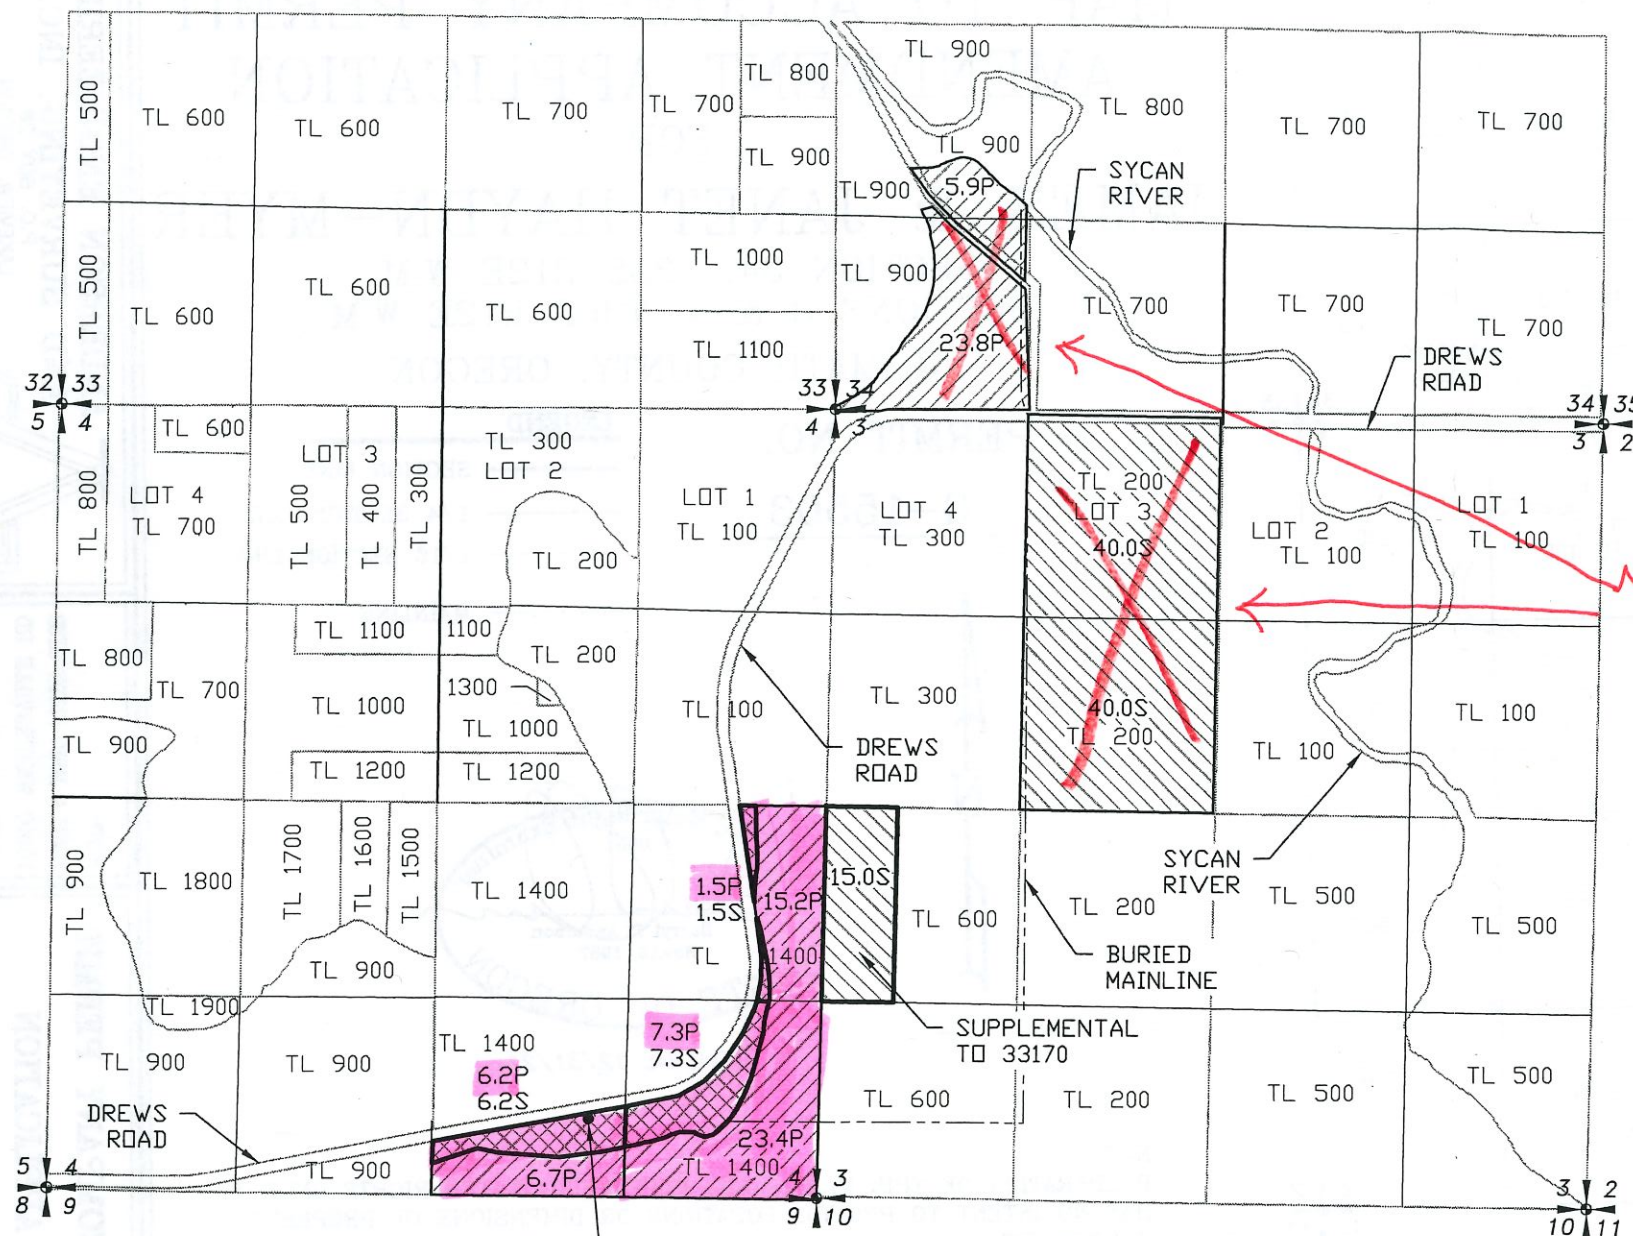 TL 500
TL 600
TL 600
TL 700
TL 700
TL 800
TL 900
TL 900
TL 900
TL 800
TL 700
TL 700
TL900
5.9P
SYCAN
RIVER
TL 500
TL 600
TL 600
TL 600
TL 1000
TL 1100
TL 900
23.8P
TL 700
TL 700
TL 700
DREWS
ROAD
32 33
5 4
33 34
4 3
34 35
3 2
TL 800
TL 600
LOT 4
TL 700
LOT 3
TL 500
TL 400
TL 300
TL 300
LOT 2
TL 200
LOT 1
TL 100
LOT 4
TL 300
TL 200
LOT 3
40.0S
LOT 2
TL 100
LOT 1
TL 100
TL 800
TL 700
TL 900
TL 1100
1100
TL 1000
1300
TL 1000
TL 1200
TL 1200
TL 200
TL 100
DREWS
ROAD
TL 300
40.0S
TL 200
TL 100
TL 100
SYCAN
RIVER
TL 900
TL 1800
TL 1700
TL 1600
TL 1500
TL 900
TL 1400
1.5P
1.5S
TL
15.2P
1400
15.0S
TL 600
TL 200
BURIED
MAINLINE
TL 500
TL 500
TL 1900
TL 900
TL 900
TL 1400
6.2P
6.2S
7.3P
7.3S
SUPPLEMENTAL
TO 33170
TL 600
TL 200
TL 500
TL 500
DREWS
ROAD
TL 900
6.7P
23.4P
TL 1400
5 4
8 9
4 3
9 10
3 2
10 11